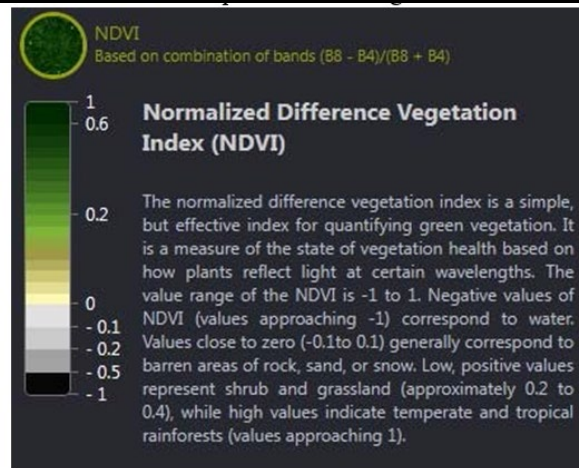 NDVI
Based on combination of bands (B8 - B4)/(B8 + B4)
1
0.6
0.2
0
- 0.1
- 0.2
- 0.5
- 1
Normalized Difference Vegetation
Index (NDVI)
The normalized difference vegetation index is a simple,
but effective index for quantifying green vegetation. It
is a measure of the state of vegetation health based on
how plants reflect light at certain wavelengths. The
value range of the NDVI is -1 to 1. Negative values of
NDVI (values approaching -1) correspond to water.
Values close to zero (-0.1to 0.1) generally correspond to
barren areas of rock, sand, or snow. Low, positive values
represent shrub and grassland (approximately 0.2 to
0.4), while high values indicate temperate and tropical
rainforests (values approaching 1).